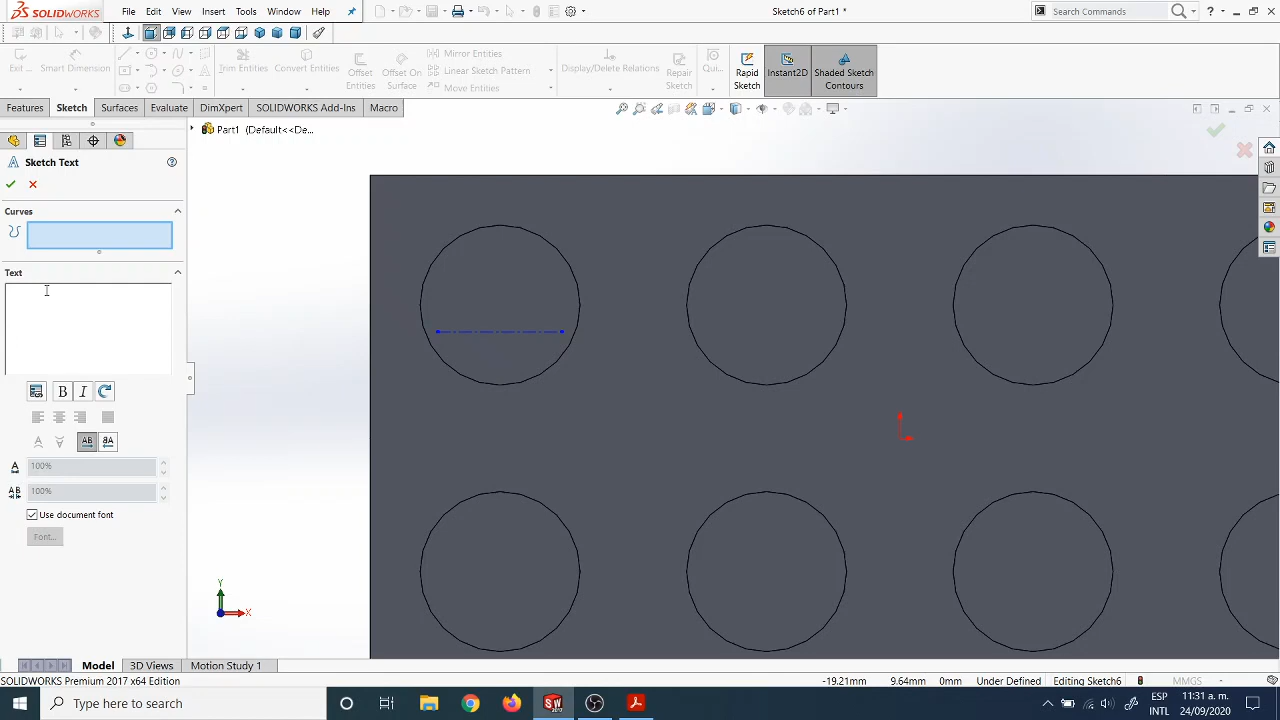 SOLIDWORKS
File
Edit
View
Insert
Tools
Window
Help
Sketch6 of Part1 *
Search Commands
?
Exit ...
Smart Dimension
Trim Entities
Convert Entities
Offset Entities
Offset On Surface
Mirror Entities
Linear Sketch Pattern
Move Entities
Display/Delete Relations
Repair Sketch
Qui...
Rapid Sketch
Instant2D
Shaded Sketch Contours
Features
Sketch
Surfaces
Evaluate
DimXpert
SOLIDWORKS Add-Ins
Macro
Part1 (Default<<De...
Sketch Text
Curves
Text
B
I
AB
100%
100%
Use document font
Font...
Y
X
Model
3D Views
Motion Study 1
SOLIDWORKS Premium 2017 x64 Edition
-19.21mm
9.64mm
0mm
Under Defined
Editing Sketch6
MMGS
Type here to search
ESP
INTL
11:31 a. m.
24/09/2020